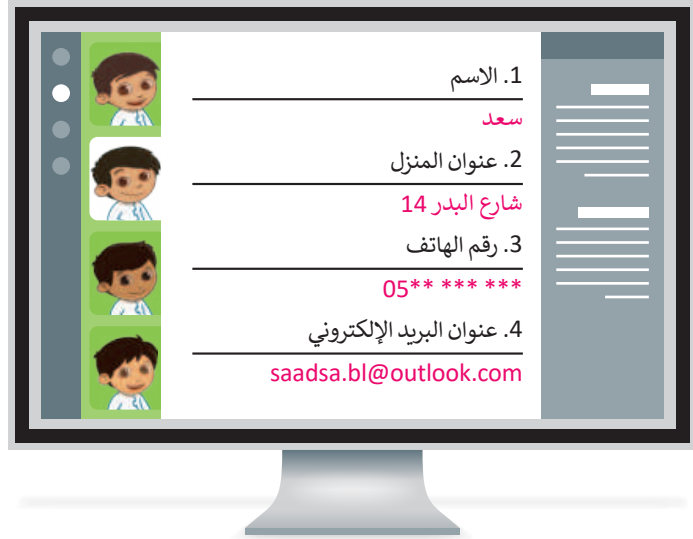 1. الاسم
سعد
2. عنوان المنزل
شارع البدر 14
3. رقم الهاتف
05** *** ***
4. عنوان البريد الإلكتروني
saadsa.bl@outlook.com